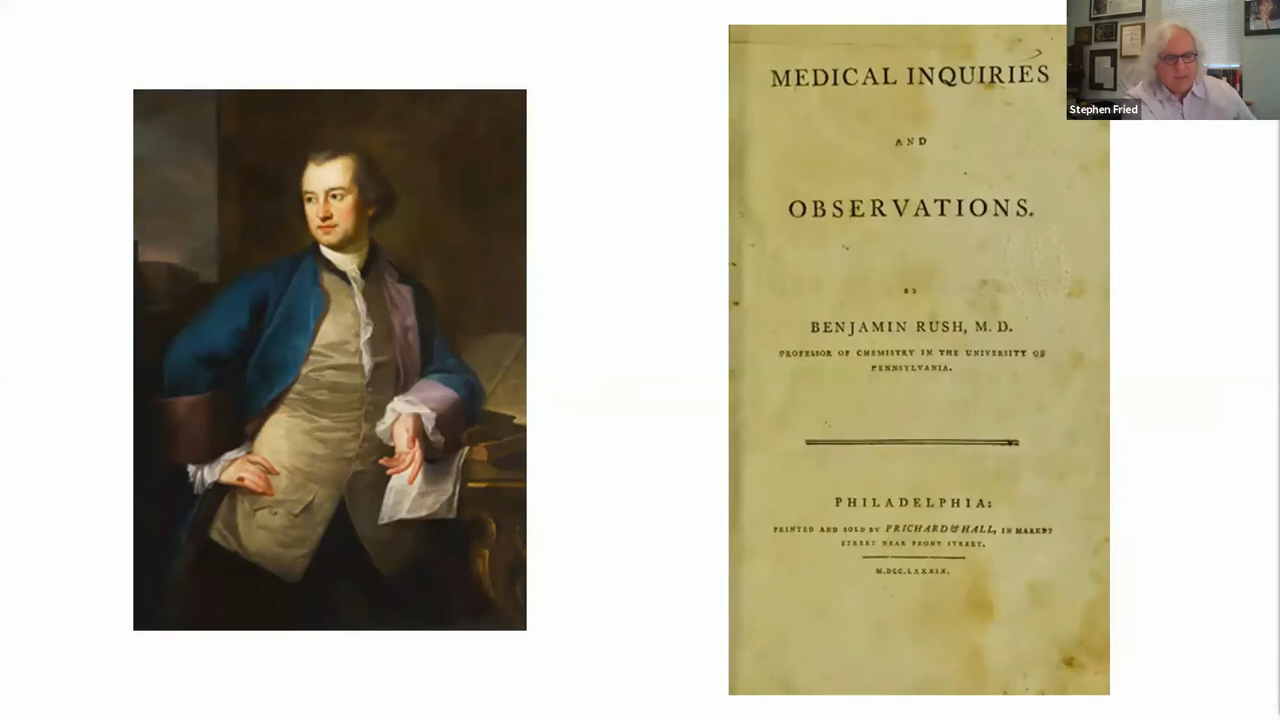 MEDICAL INQUIRIES
AND
OBSERVATIONS.
BY
BENJAMIN RUSH, M. D.
PROFESSOR OF CHEMISTRY IN THE UNIVERSITY OF
PENNSYLVANIA.
PHILADELPHIA:
PRINTED AND SOLD BY PRICHARD & HALL, IN MARKET
STREET NEAR FRONT STREET.
M.DCC.LXXXIX.
Stephen Fried